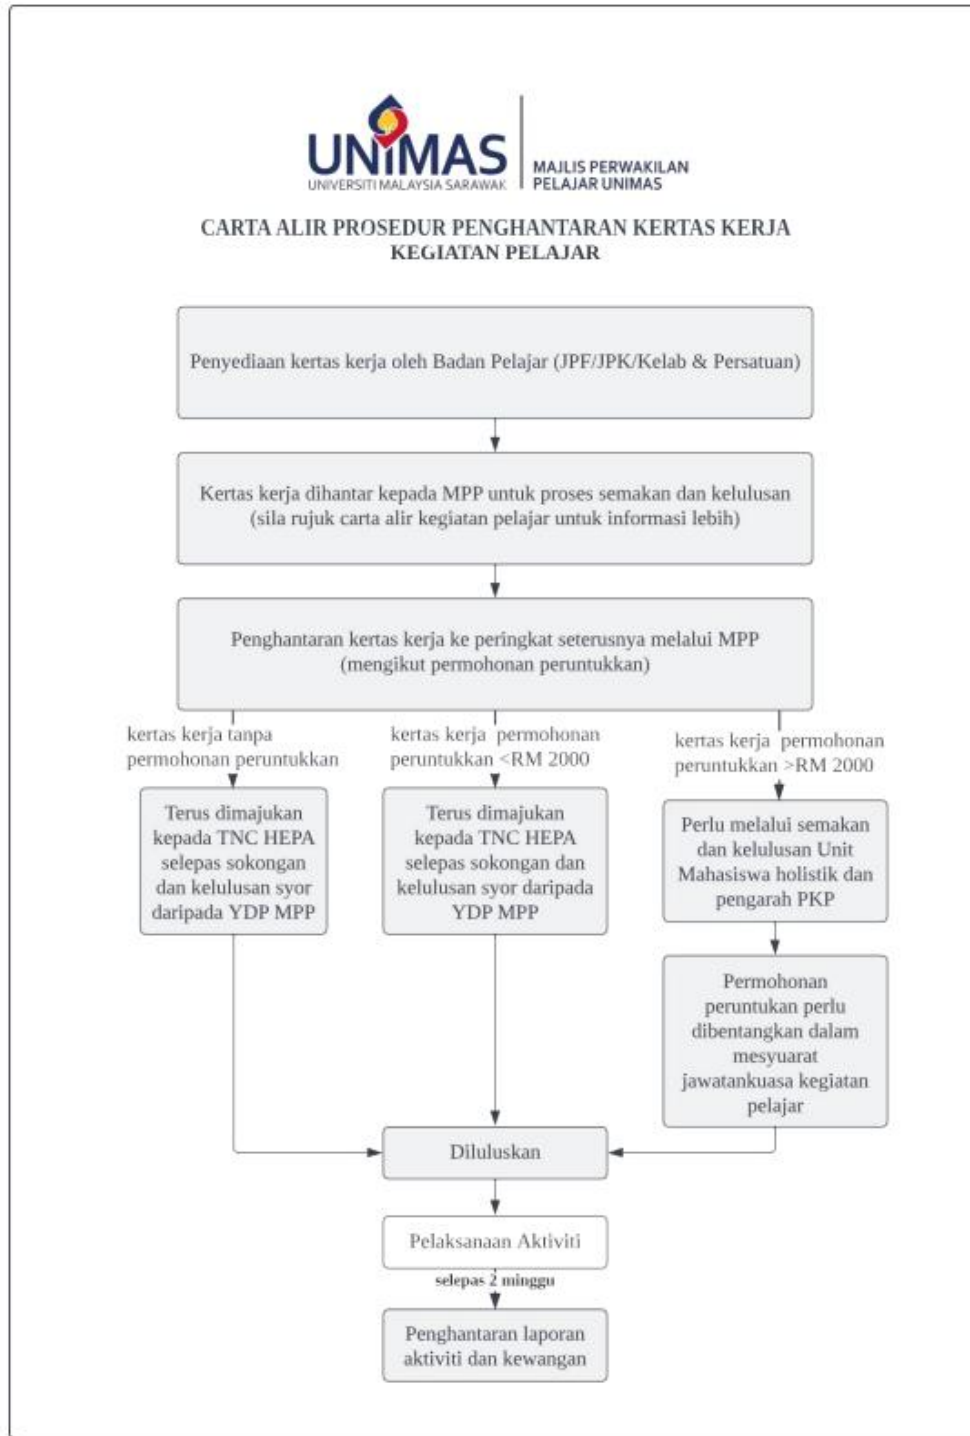 UNIMAS
UNIVERSITI MALAYSIA SARAWAK
MAJLIS PERWAKILAN
PELAJAR UNIMAS
CARTA ALIR PROSEDUR PENGHANTARAN KERTAS KERJA
KEGIATAN PELAJAR
Penyediaan kertas kerja oleh Badan Pelajar (JPF/JPK/Kelab & Persatuan)
Kertas kerja dihantar kepada MPP untuk proses semakan dan kelulusan
(sila rujuk carta alir kegiatan pelajar untuk informasi lebih)
Penghantaran kertas kerja ke peringkat seterusnya melalui MPP
(mengikut permohonan peruntukkan)
kertas kerja tanpa
permohonan peruntukkan
Terus dimajukan
kepada TNC HEPA
selepas sokongan
dan kelulusan syor
daripada YDP MPP
kertas kerja permohonan
peruntukkan <RM 2000
Terus dimajukan
kepada TNC HEPA
selepas sokongan dan
kelulusan syor daripada
YDP MPP
kertas kerja permohonan
peruntukkan >RM 2000
Perlu melalui semakan
dan kelulusan Unit
Mahasiswa holistik dan
pengarah PKP
Permohonan
peruntukan perlu
dibentangkan dalam
mesyuarat
jawatankuasa kegiatan
pelajar
Diluluskan
Pelaksanaan Aktiviti
selepas 2 minggu
Penghantaran laporan
aktiviti dan kewangan